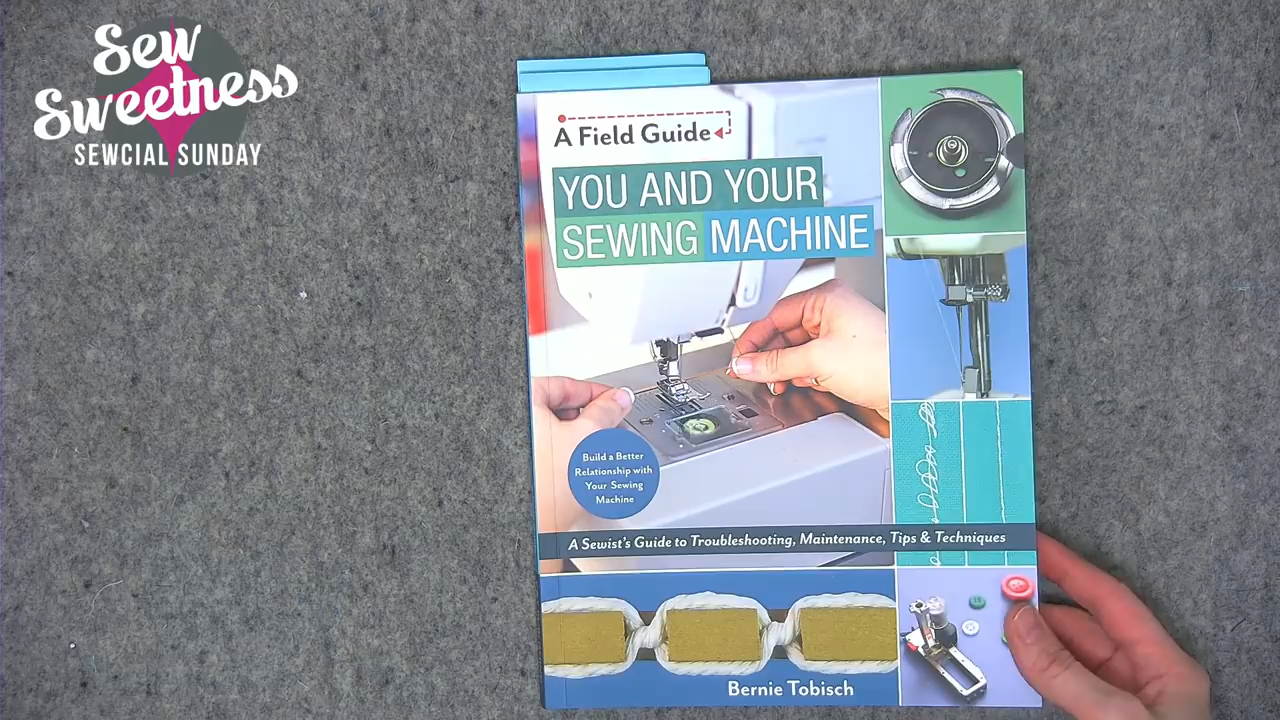 Sew
Sweetness
SEWCIAL SUNDAY
A Field Guide
YOU AND YOUR
SEWING MACHINE
Build a Better
Relationship with
Your Sewing
Machine
A Sewist's Guide to Troubleshooting, Maintenance, Tips & Techniques
Bernie Tobisch